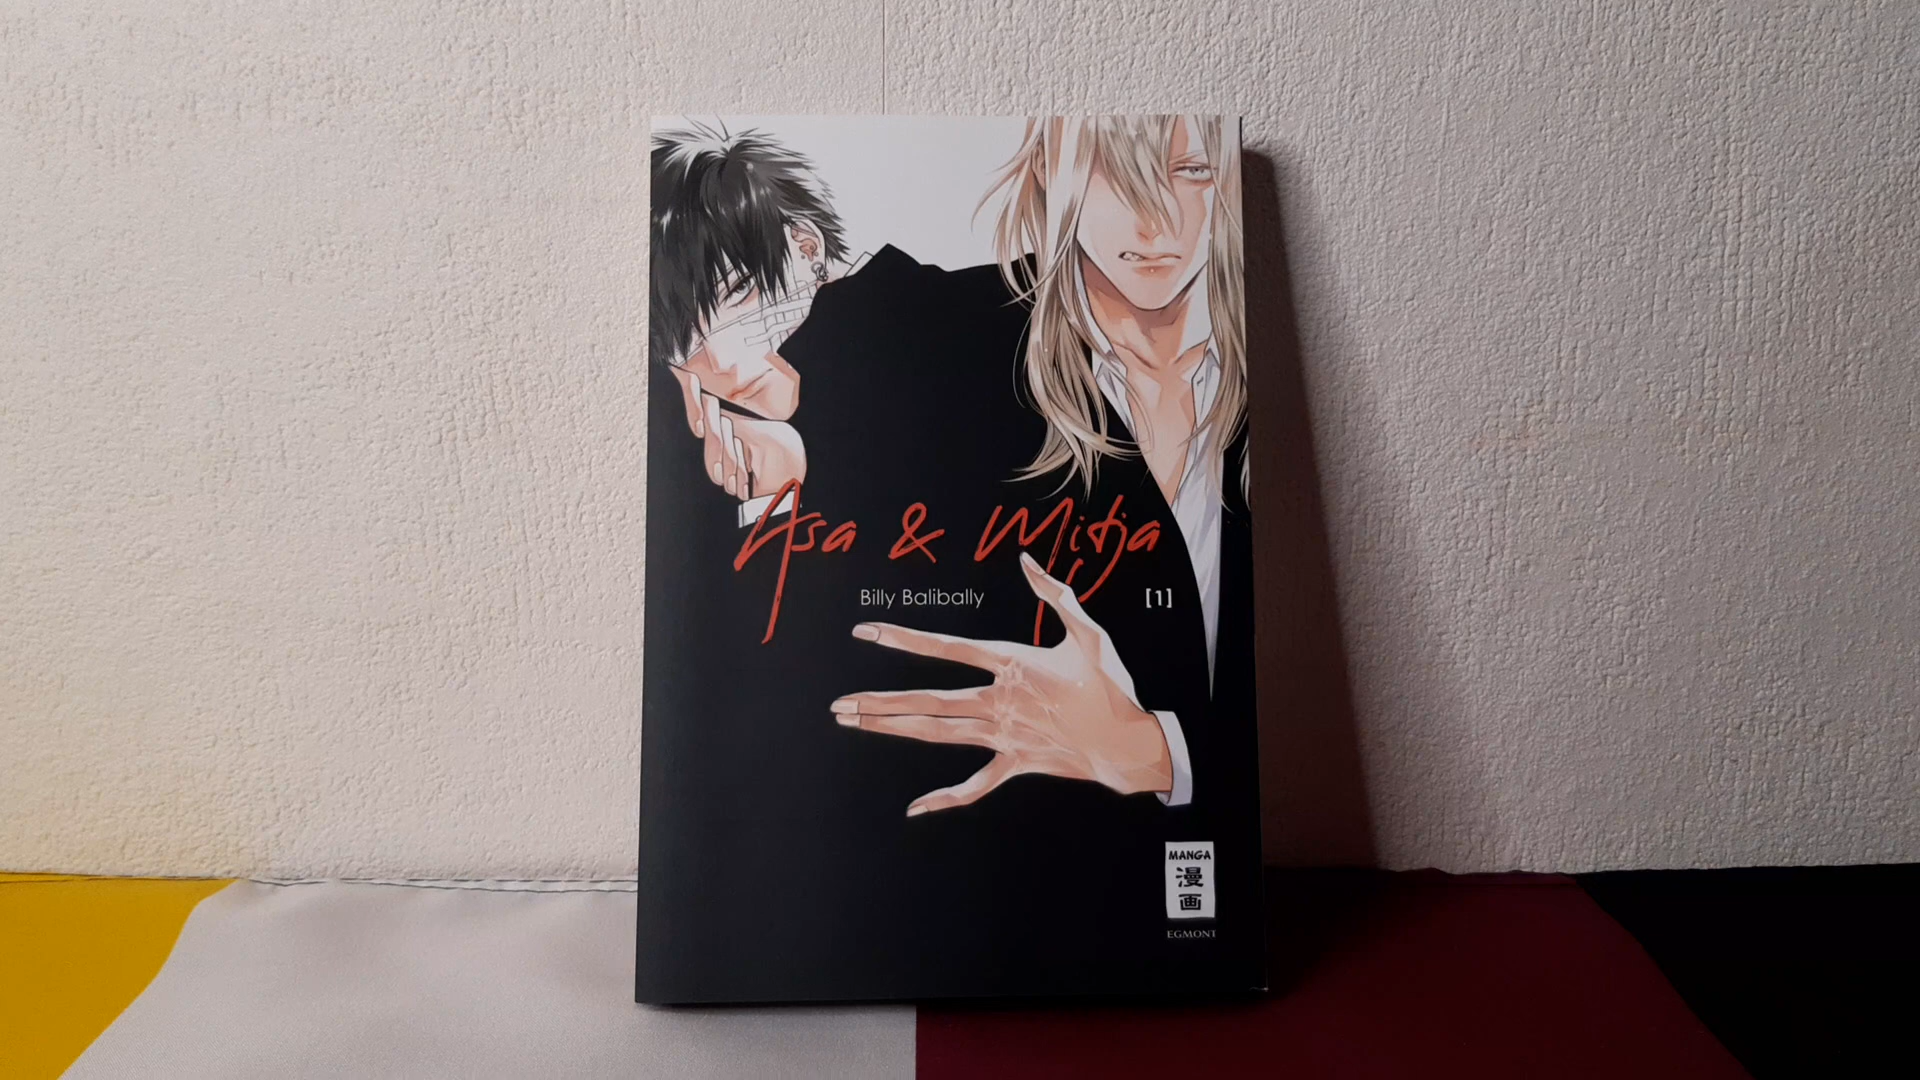 Asa & Mitja
Billy Balibally
[1]
MANGA
漫
画
EGMONT